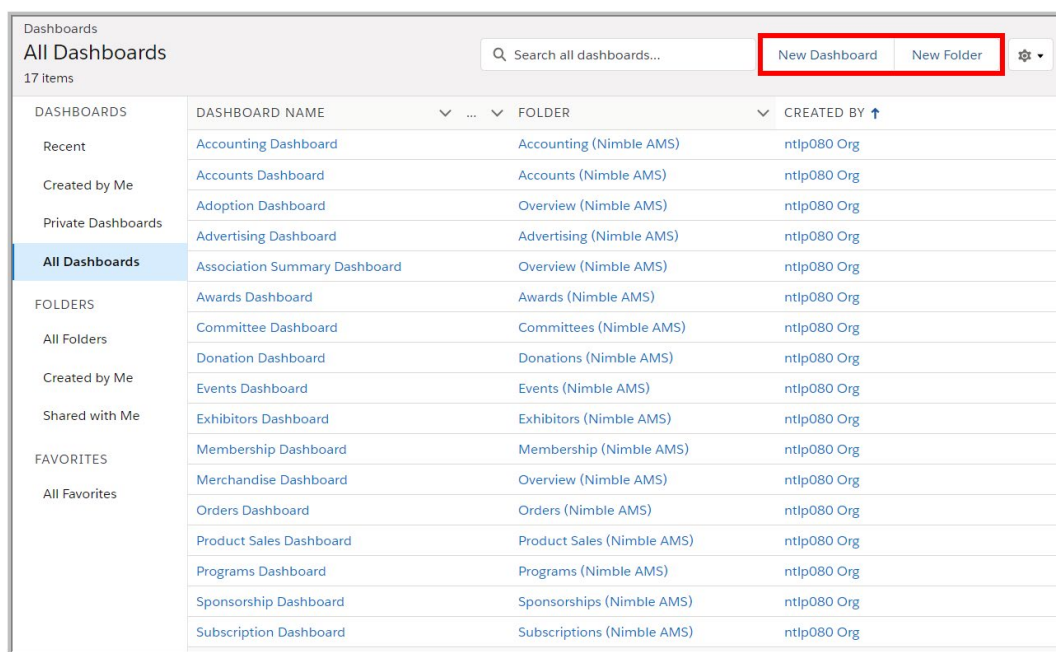 Dashboards
All Dashboards
17 items
Search all dashboards...
New Dashboard
New Folder
DASHBOARDS
Recent
Created by Me
Private Dashboards
All Dashboards
FOLDERS
All Folders
Created by Me
Shared with Me
FAVORITES
All Favorites
DASHBOARD NAME ... FOLDER CREATED BY
Accounting Dashboard Accounting (Nimble AMS) ntlp080 Org
Accounts Dashboard Accounts (Nimble AMS) ntlp080 Org
Adoption Dashboard Overview (Nimble AMS) ntlp080 Org
Advertising Dashboard Advertising (Nimble AMS) ntlp080 Org
Association Summary Dashboard Overview (Nimble AMS) ntlp080 Org
Awards Dashboard Awards (Nimble AMS) ntlp080 Org
Committee Dashboard Committees (Nimble AMS) ntlp080 Org
Donation Dashboard Donations (Nimble AMS) ntlp080 Org
Events Dashboard Events (Nimble AMS) ntlp080 Org
Exhibitors Dashboard Exhibitors (Nimble AMS) ntlp080 Org
Membership Dashboard Membership (Nimble AMS) ntlp080 Org
Merchandise Dashboard Overview (Nimble AMS) ntlp080 Org
Orders Dashboard Orders (Nimble AMS) ntlp080 Org
Product Sales Dashboard Product Sales (Nimble AMS) ntlp080 Org
Programs Dashboard Programs (Nimble AMS) ntlp080 Org
Sponsorship Dashboard Sponsorships (Nimble AMS) ntlp080 Org
Subscription Dashboard Subscriptions (Nimble AMS) ntlp080 Org